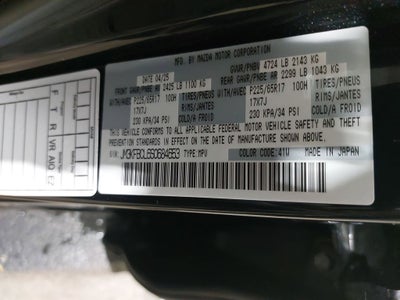 MFD. BY MAZDA MOTOR CORPORATION
DATE 04/25 GVWR/PNBV 4724 LB 2143 KG
FRONT GAWR/PNBE AV 2425 LB 1100 KG REAR GAWR/PNBE AR 2299 LB 1043 KG
WITH/AVEC P225/65R17 100H TIRES/PNEUS WITH/AVEC P225/65R17 100H TIRES/PNEUS
17X7J RIMS/JANTES 17X7J RIMS/JANTES
230 KPA/34 PSI COLD/A FROID 230 KPA/34 PSI COLD/A FROID
THIS VEHICLE CONFORMS TO ALL APPLICABLE FEDERAL MOTOR VEHICLE SAFETY AND THEFT
PREVENTION STANDARDS IN EFFECT ON THE DATE OF MANUFACTURE SHOWN ABOVE.
TYPE:MPV COLOR CODE:41W MADE IN JAPAN
F T R VR AAQ